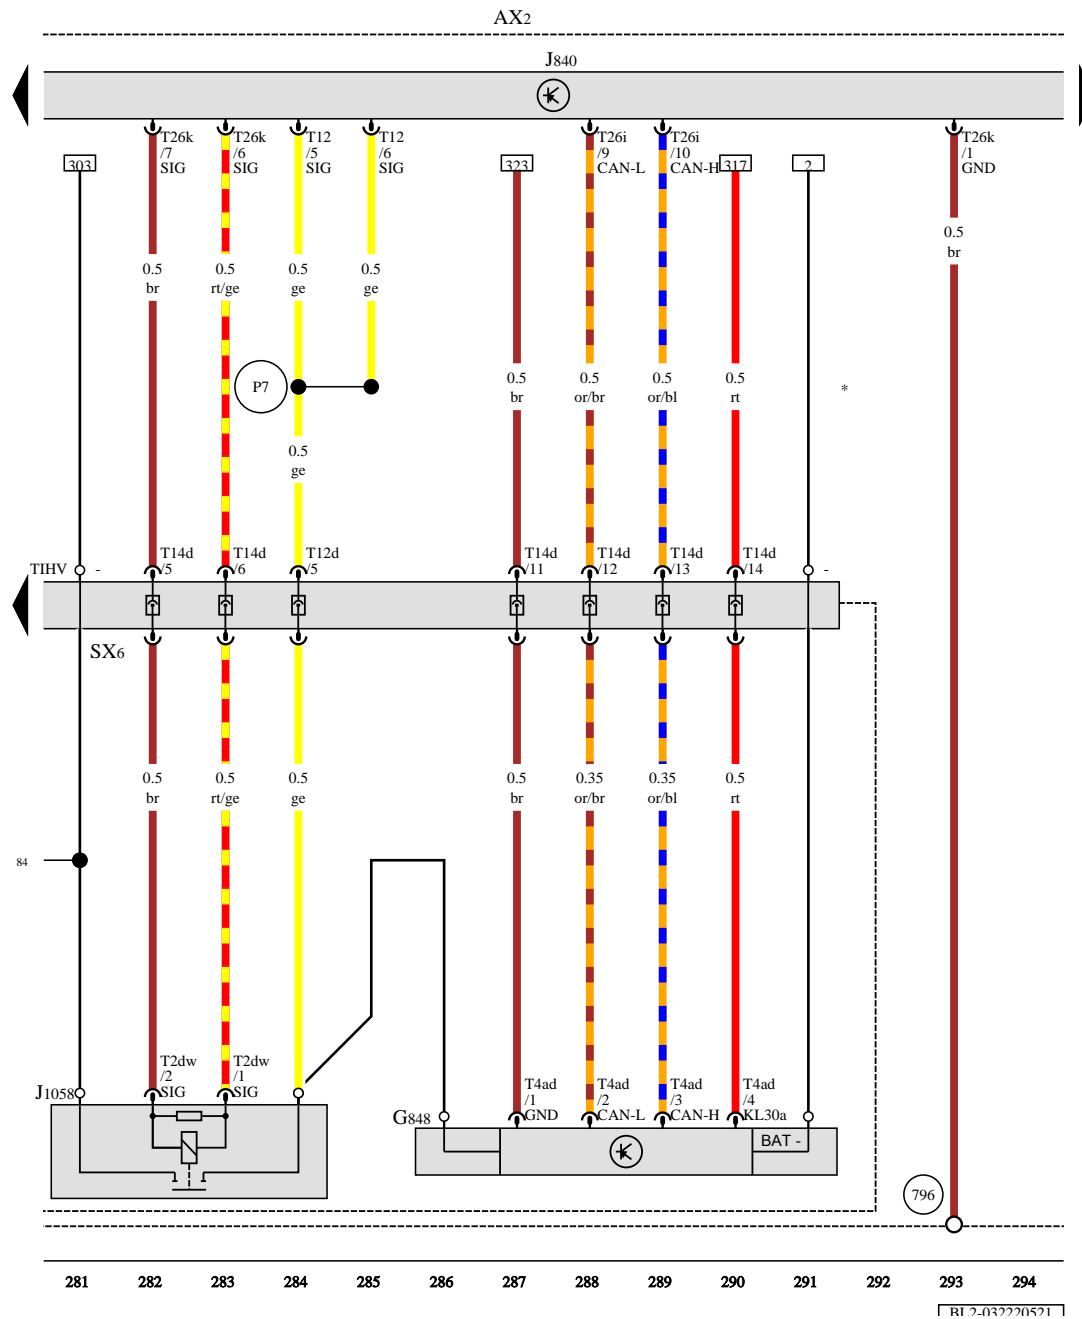 AX2
J840
T26k
/7
SIG
T26k
/6
SIG
T12
/5
SIG
T12
/6
SIG
T26i
/9
CAN-L
T26i
/10
CAN-H
T26k
/1
GND
303
323
317
2
0.5
br
0.5
br
0.5
rt/ge
0.5
ge
0.5
ge
P7
0.5
br
0.5
or/br
0.5
or/bl
0.5
rt
*
0.5
ge
TIHV
-
T14d
/5
T14d
/6
T12d
/5
T14d
/11
T14d
/12
T14d
/13
T14d
/14
-
SX6
0.5
br
0.5
rt/ge
0.5
ge
0.5
br
0.35
or/br
0.35
or/bl
0.5
rt
84
T2dw
/2
SIG
T2dw
/1
SIG
J1058
T4ad
/1
GND
T4ad
/2
CAN-L
T4ad
/3
CAN-H
T4ad
/4
KL30a
G848
BAT -
796
281 282 283 284 285 286 287 288 289 290 291 292 293 294
BL2-032220521